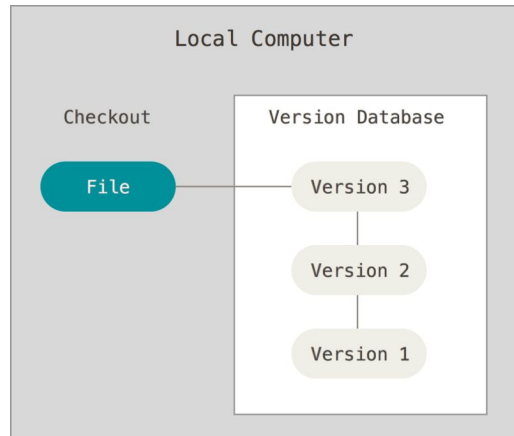 Local Computer
Checkout
Version Database
File
Version 3
Version 2
Version 1